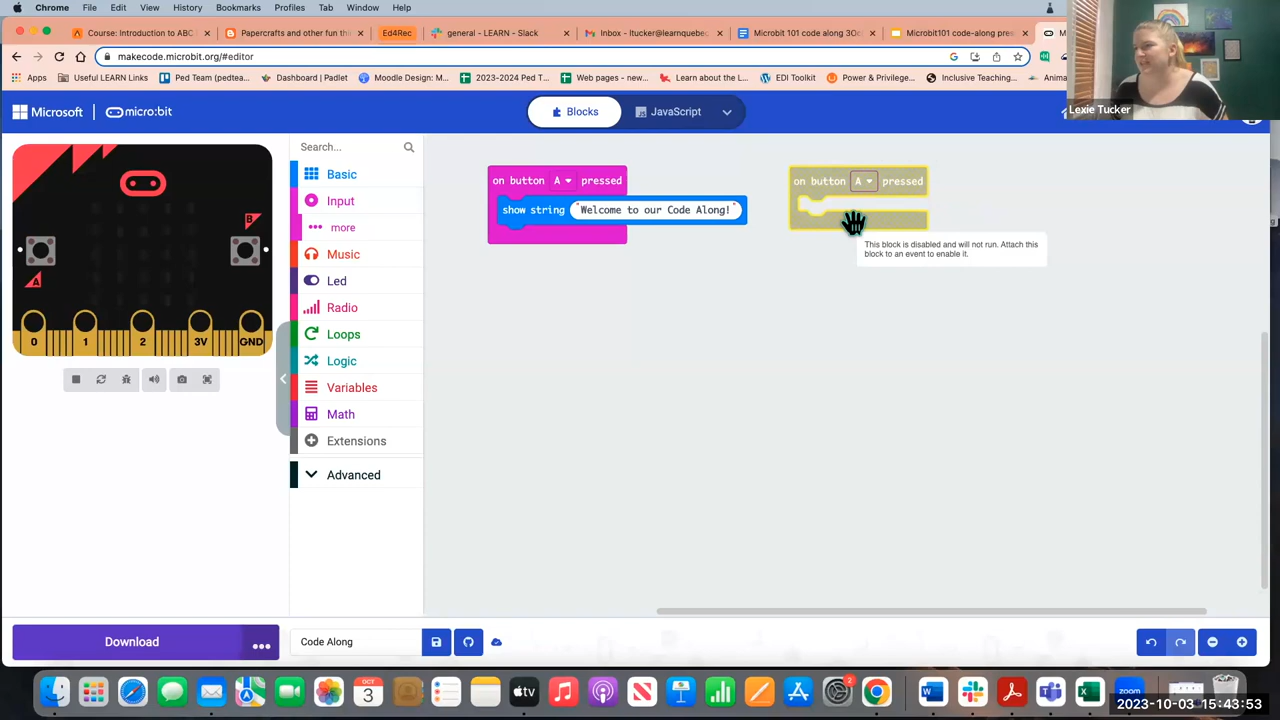 Chrome File Edit View History Bookmarks Profiles Tab Window Help
Course: Introduction to ABC
Papercrafts and other fun thi
Ed4Rec
general - LEARN - Slack
Inbox - ltucker@learnquebec
Microbit 101 code along 3Oc
Microbit101 code-along pres
makecode.microbit.org/#editor
Apps Useful LEARN Links Ped Team (pedtea... Dashboard | Padlet Moodle Design: M... 2023-2024 Ped T... Web pages - new... Learn about the L... EDI Toolkit Power & Privilege... Inclusive Teaching... Anima
Lexie Tucker
Microsoft micro:bit
Blocks
JavaScript
Search...
Basic
Input
more
Music
Led
Radio
Loops
Logic
Variables
Math
Extensions
Advanced
A
B
0 1 2 3V GND
on button A pressed
show string "Welcome to our Code Along!"
on button A pressed
This block is disabled and will not run. Attach this
block to an event to enable it.
Download
Code Along
OCT
3
tv
2
zoom
2023-10-03 15:43:53